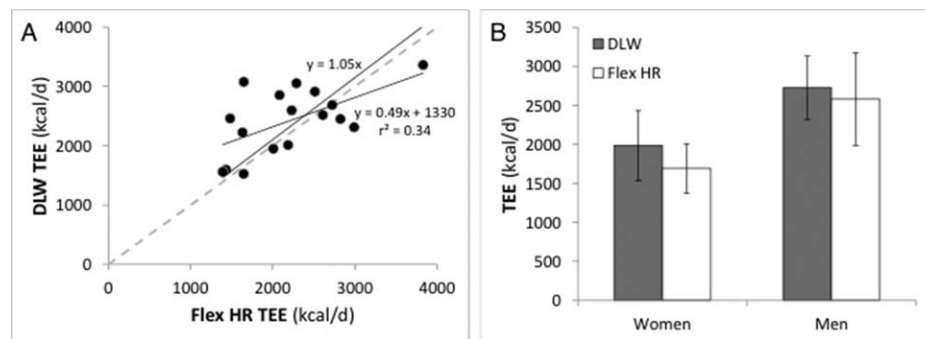 A
4000
3000
2000
1000
0
DLW TEE (kcal/d)
y = 1.05x
y = 0.49x + 1330
r² = 0.34
0 1000 2000 3000 4000
Flex HR TEE (kcal/d)
B
3500
3000
2500
2000
1500
1000
500
0
TEE (kcal/d)
DLW
Flex HR
Women Men